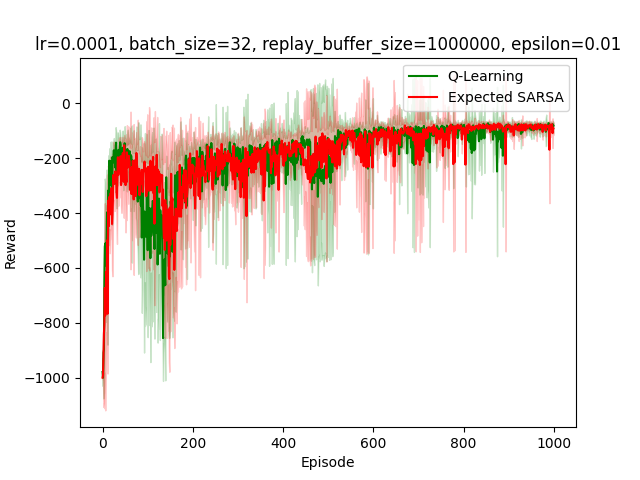 lr=0.0001, batch_size=32, replay_buffer_size=1000000, epsilon=0.01
Q-Learning
Expected SARSA
Reward
0
−200
−400
−600
−800
−1000
0 200 400 600 800 1000
Episode